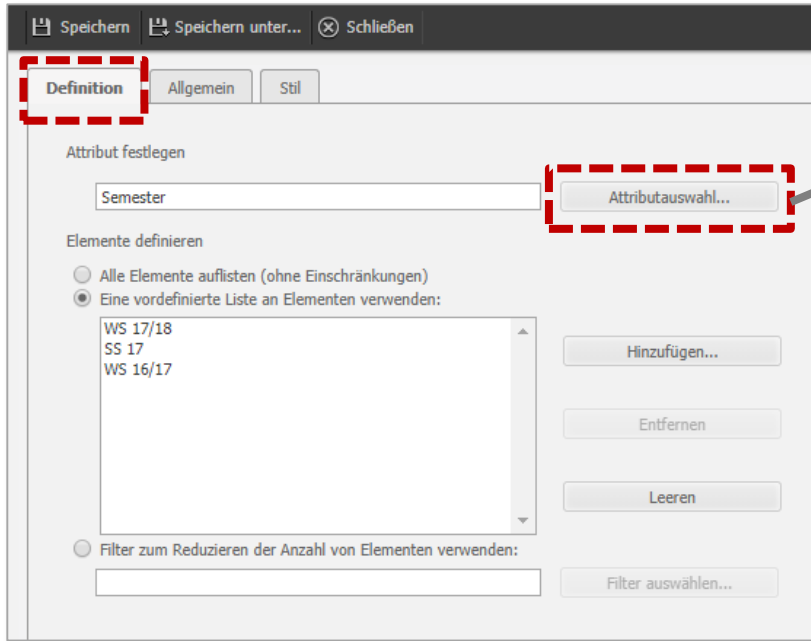 Speichern Speichern unter... Schließen
Definition Allgemein Stil
Attribut festlegen
Semester Attributauswahl...
Elemente definieren
Alle Elemente auflisten (ohne Einschränkungen)
Eine vordefinierte Liste an Elementen verwenden:
WS 17/18
SS 17
WS 16/17
Hinzufügen...
Entfernen
Leeren
Filter zum Reduzieren der Anzahl von Elementen verwenden:
Filter auswählen...